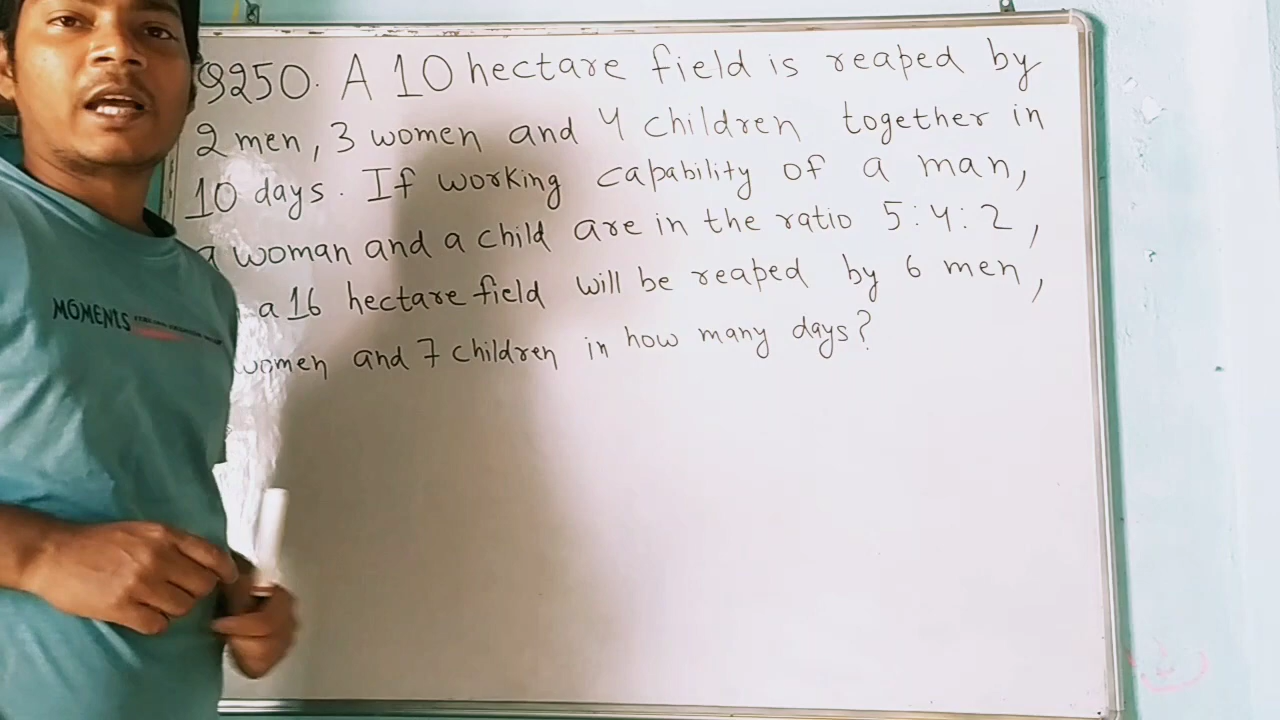 Q250. A 10 hectare field is reaped by
2 men, 3 women and 4 children together in
10 days. If working capability of a man,
a woman and a child are in the ratio 5:4:2,
a 16 hectare field will be reaped by 6 men,
women and 7 children in how many days?
MOMENTS